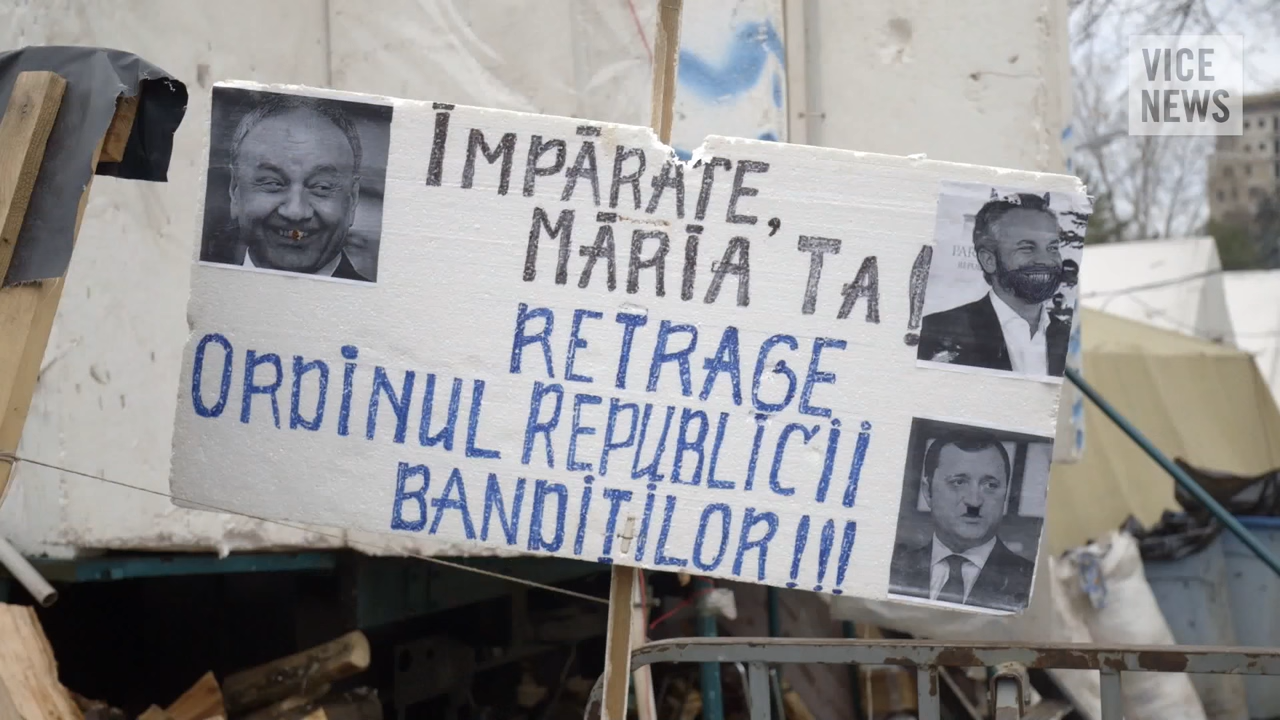 VICE
NEWS
ÎMPĂRATE,
MĂRIA TA!
RETRAGE
ORDINUL REPUBLICII
BANDIȚILOR!!!